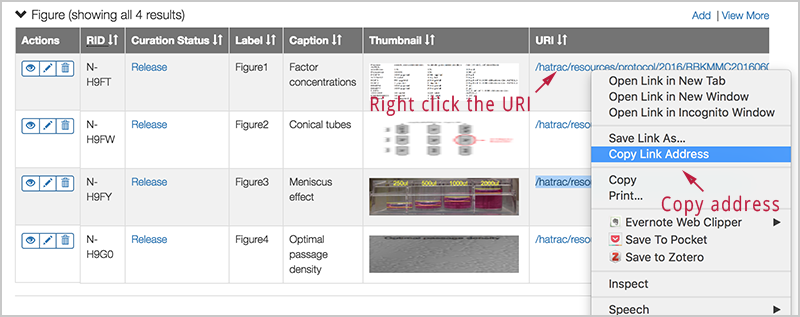 Figure (showing all 4 results)
Add | View More
Actions RID Curation Status Label Caption Thumbnail URI
N-H9FT Release Figure1 Factor concentrations /hatrac/resources/protocol/2016/RBKMMC201606
Right click the URI
N-H9FW Release Figure2 Conical tubes /hatrac/reso
N-H9FY Release Figure3 Meniscus effect 250ul 500ul 1000ul 2000ul /hatrac/resou
N-H9G0 Release Figure4 Optimal passage density /hatrac/resou
Open Link in New Tab
Open Link in New Window
Open Link in Incognito Window
Save Link As...
Copy Link Address
Copy
Print...
Copy address
Evernote Web Clipper
Save To Pocket
Save to Zotero
Inspect
Speech